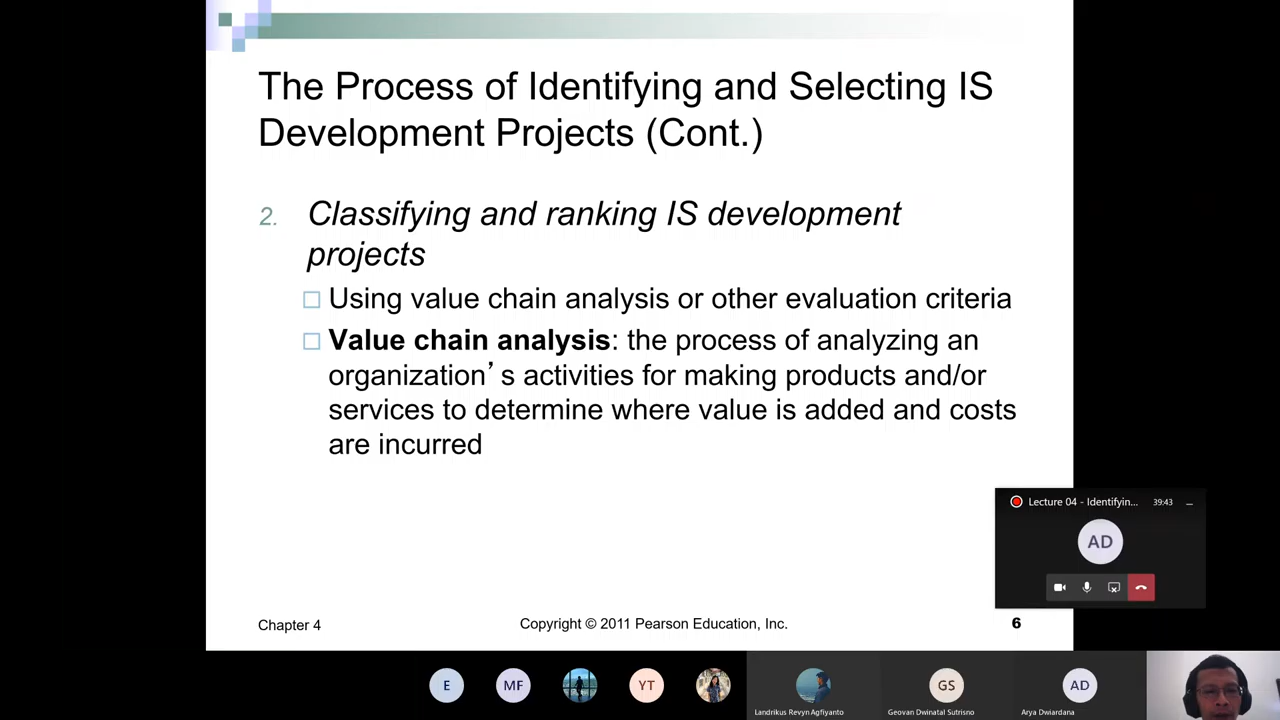 The Process of Identifying and Selecting IS
Development Projects (Cont.)
2. Classifying and ranking IS development
projects
Using value chain analysis or other evaluation criteria
Value chain analysis: the process of analyzing an
organization’s activities for making products and/or
services to determine where value is added and costs
are incurred
Lecture 04 - Identifyin... 39:43
AD
Chapter 4 Copyright © 2011 Pearson Education, Inc. 6
E MF YT GS AD
Landrikus Revyn Agfiyanto Geovan Dwinatal Sutrisno Arya Dwiardana